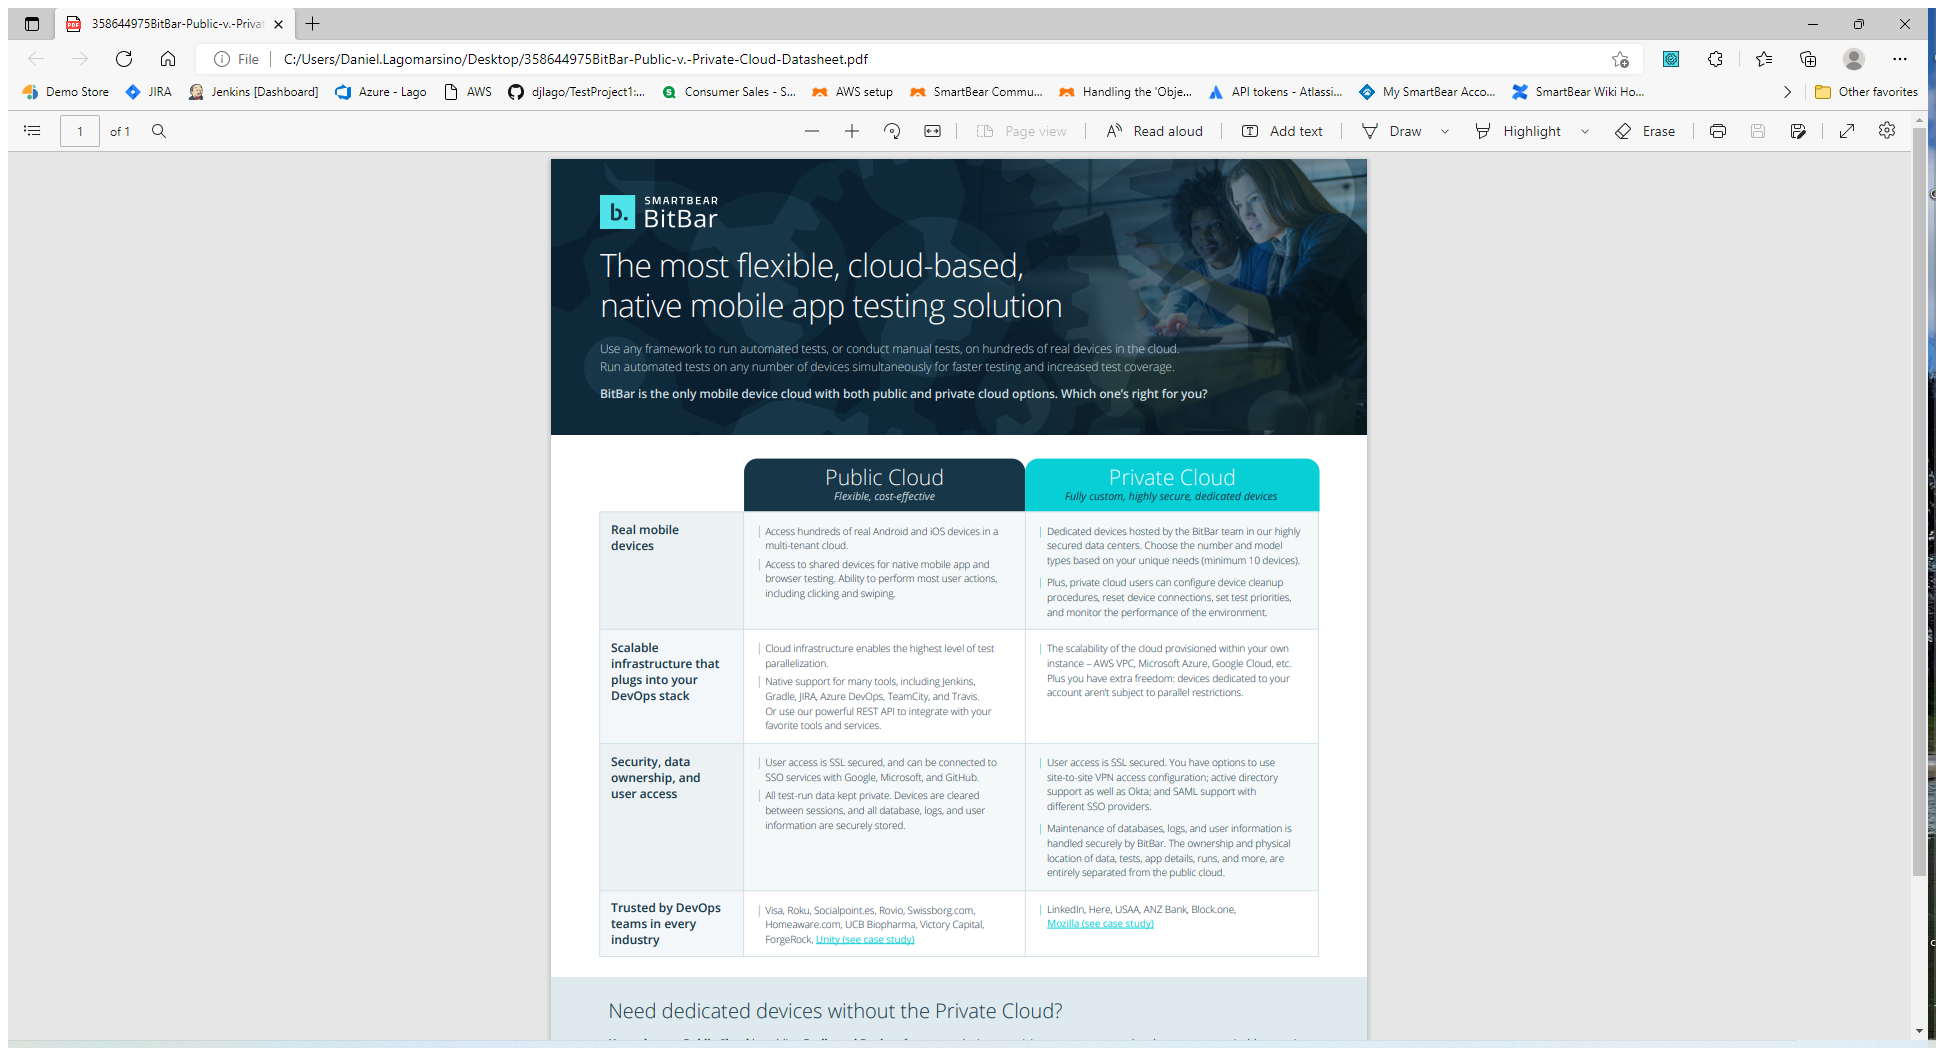 358644975BitBar-Public-v.-Priva
File
C:/Users/Daniel.Lagomarsino/Desktop/358644975BitBar-Public-v.-Private-Cloud-Datasheet.pdf
Demo Store
JIRA
Jenkins [Dashboard]
Azure - Lago
AWS
djlago/TestProject1:...
Consumer Sales - S...
AWS setup
SmartBear Commu...
Handling the 'Obje...
API tokens - Atlassi...
My SmartBear Acco...
SmartBear Wiki Ho...
Other favorites
1 of 1
Page view
Read aloud
Add text
Draw
Highlight
Erase
b.
SMARTBEAR
BitBar
The most flexible, cloud-based,
native mobile app testing solution
Use any framework to run automated tests, or conduct manual tests, on hundreds of real devices in the cloud.
Run automated tests on any number of devices simultaneously for faster testing and increased test coverage.
BitBar is the only mobile device cloud with both public and private cloud options. Which one's right for you?
Public Cloud
Flexible, cost-effective
Private Cloud
Fully custom, highly secure, dedicated devices
Real mobile
devices
Access hundreds of real Android and iOS devices in a
multi-tenant cloud.
Access to shared devices for native mobile app and
browser testing. Ability to perform most user actions,
including clicking and swiping.
Dedicated devices hosted by the BitBar team in our highly
secured data centers. Choose the number and model
types based on your unique needs (minimum 10 devices).
Plus, private cloud users can configure device cleanup
procedures, reset device connections, set test priorities,
and monitor the performance of the environment.
Scalable
infrastructure that
plugs into your
DevOps stack
Cloud infrastructure enables the highest level of test
parallelization.
Native support for many tools, including Jenkins,
Gradle, JIRA, Azure DevOps, TeamCity, and Travis.
Or use our powerful REST API to integrate with your
favorite tools and services.
The scalability of the cloud provisioned within your own
instance – AWS VPC, Microsoft Azure, Google Cloud, etc.
Plus you have extra freedom: devices dedicated to your
account aren't subject to parallel restrictions.
Security, data
ownership, and
user access
User access is SSL secured, and can be connected to
SSO services with Google, Microsoft, and GitHub.
All test-run data kept private. Devices are cleared
between sessions, and all database, logs, and user
information are securely stored.
User access is SSL secured. You have options to use
site-to-site VPN access configuration; active directory
support as well as Okta; and SAML support with
different SSO providers.
Maintenance of databases, logs, and user information is
handled securely by BitBar. The ownership and physical
location of data, tests, app details, runs, and more, are
entirely separated from the public cloud.
Trusted by DevOps
teams in every
industry
Visa, Roku, Socialpoint.es, Rovio, Swissborg.com,
Homeaware.com, UCB Biopharma, Victory Capital,
ForgeRock, Unity (see case study)
LinkedIn, Here, USAA, ANZ Bank, Block.one,
Mozilla (see case study)
Need dedicated devices without the Private Cloud?